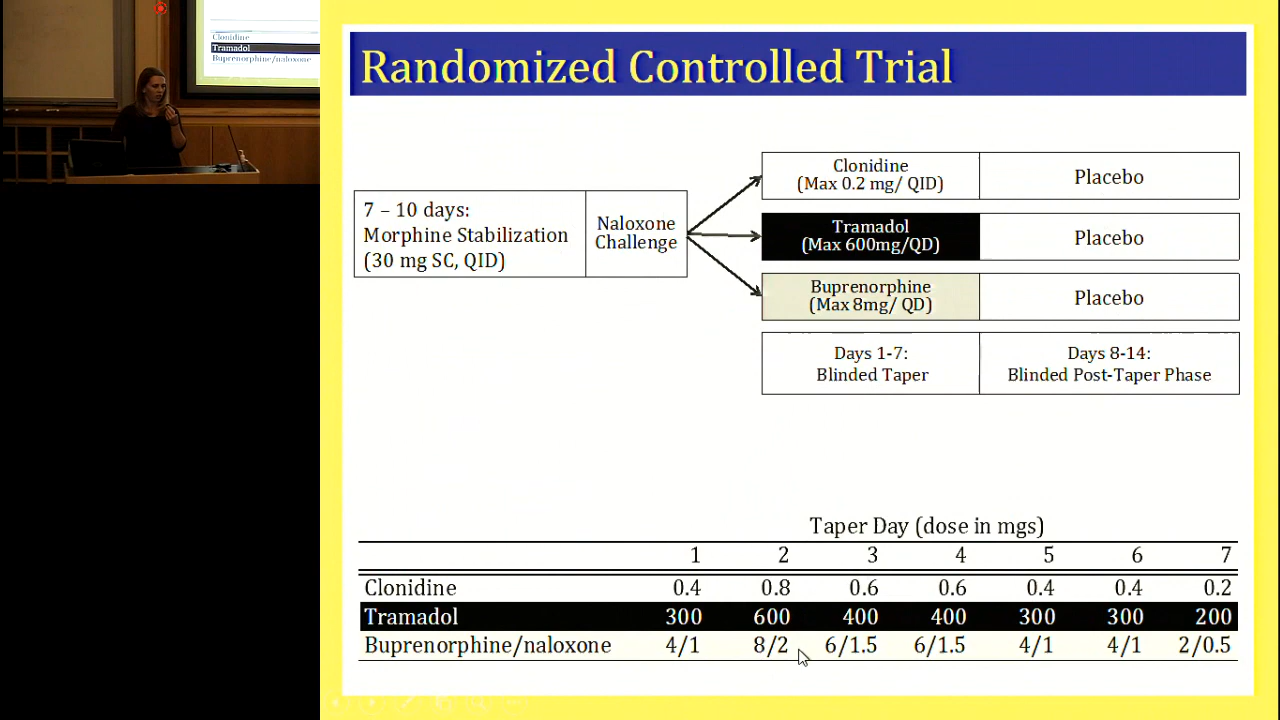 Clonidine
Tramadol
Buprenorphine/naloxone
Randomized Controlled Trial
7 – 10 days:
Morphine Stabilization
(30 mg SC, QID)
Naloxone
Challenge
Clonidine
(Max 0.2 mg/ QID)
Placebo
Tramadol
(Max 600mg/QD)
Placebo
Buprenorphine
(Max 8mg/ QD)
Placebo
Days 1-7:
Blinded Taper
Days 8-14:
Blinded Post-Taper Phase
Taper Day (dose in mgs)
1 2 3 4 5 6 7
Clonidine 0.4 0.8 0.6 0.6 0.4 0.4 0.2
Tramadol 300 600 400 400 300 300 200
Buprenorphine/naloxone 4/1 8/2 6/1.5 6/1.5 4/1 4/1 2/0.5